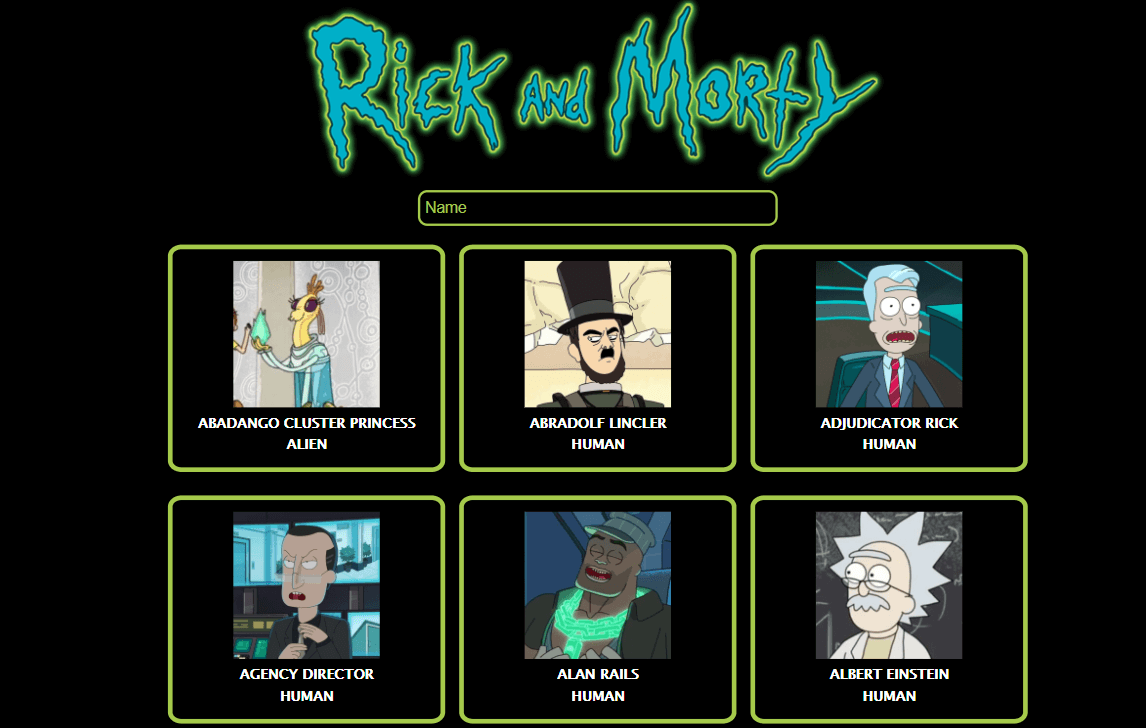 Rick and Morty
Name
ABADANGO CLUSTER PRINCESS
ALIEN
ABRADOLF LINCLER
HUMAN
ADJUDICATOR RICK
HUMAN
AGENCY DIRECTOR
HUMAN
ALAN RAILS
HUMAN
ALBERT EINSTEIN
HUMAN